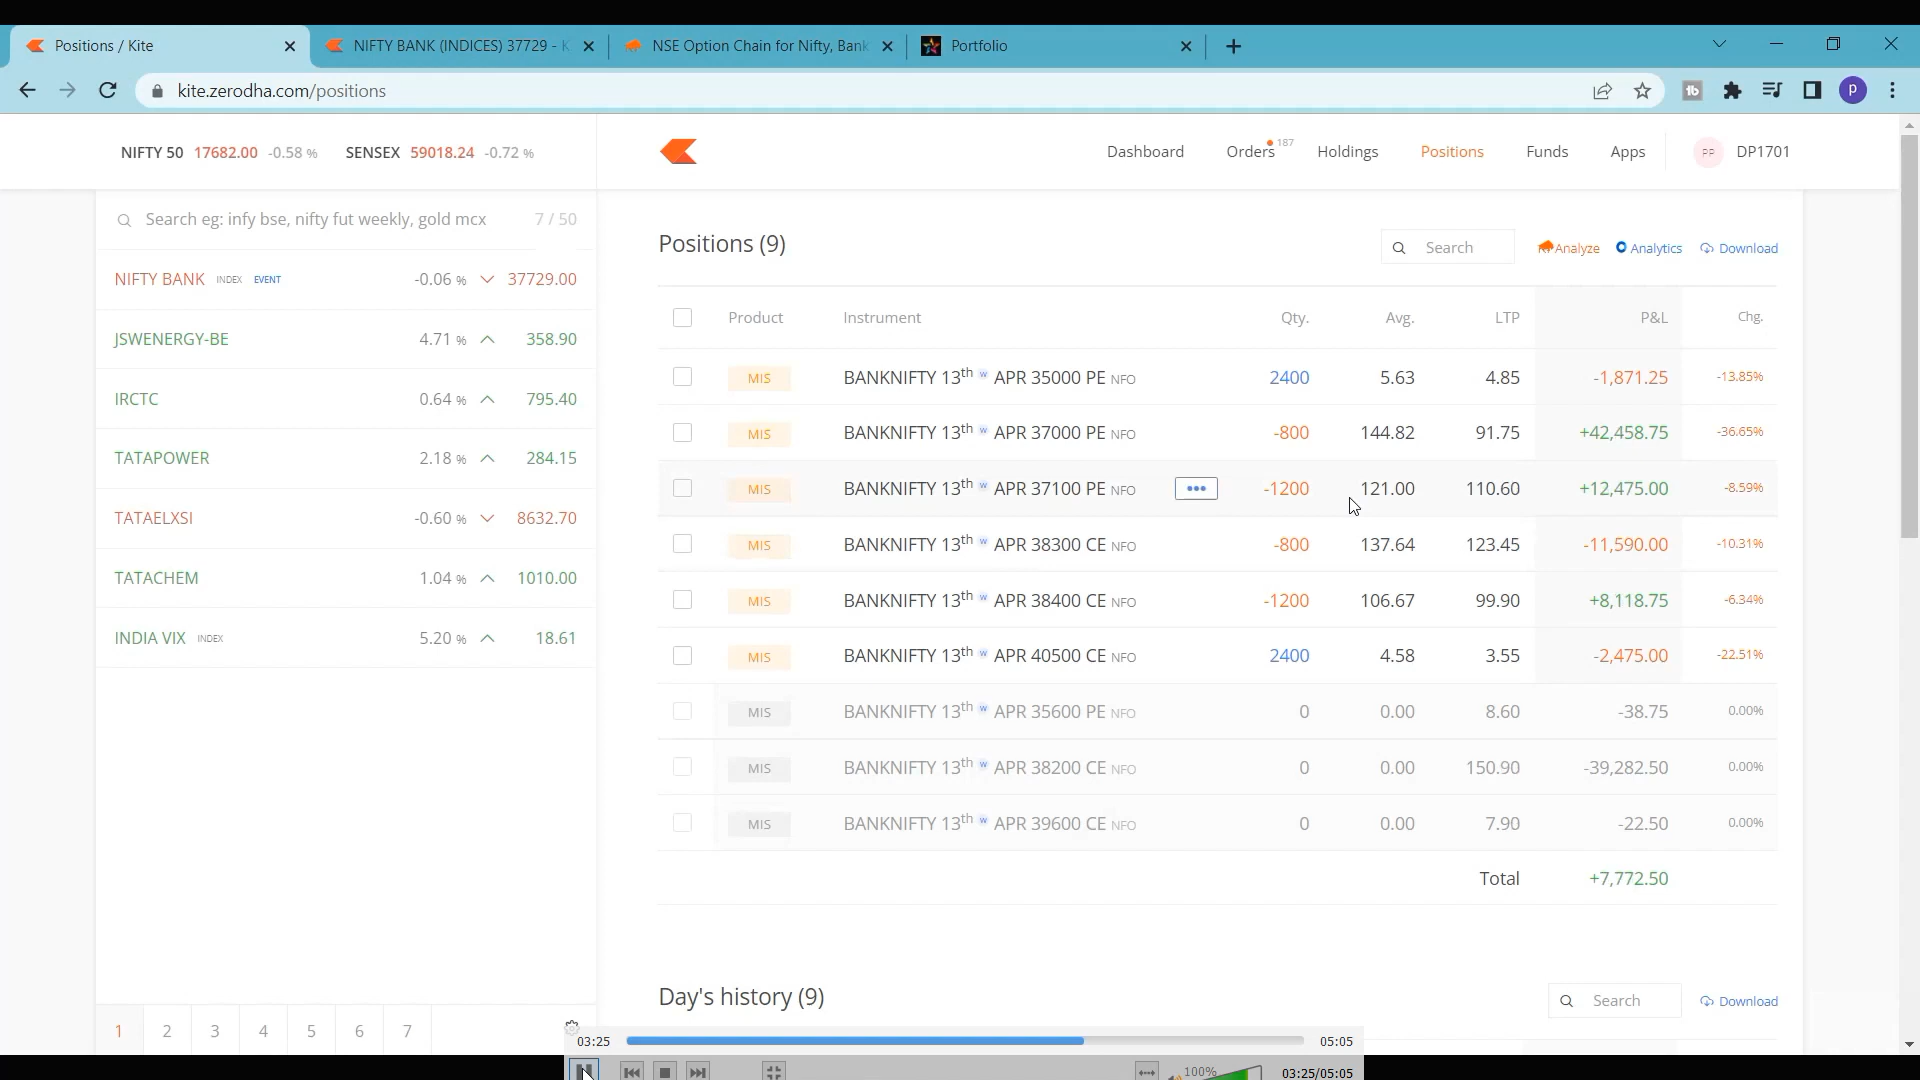 Positions / Kite
NIFTY BANK (INDICES) 37729 - K
NSE Option Chain for Nifty, Bank
Portfolio
kite.zerodha.com/positions
P
NIFTY 50 17682.00 -0.58 % SENSEX 59018.24 -0.72 %
Dashboard Orders 187 Holdings Positions Funds Apps PP DP1701
Search eg: infy bse, nifty fut weekly, gold mcx 7 / 50
NIFTY BANK INDEX EVENT -0.06 % 37729.00
JSWENERGY-BE 4.71 % 358.90
IRCTC 0.64 % 795.40
TATAPOWER 2.18 % 284.15
TATAELXSI -0.60 % 8632.70
TATACHEM 1.04 % 1010.00
INDIA VIX INDEX 5.20 % 18.61
1 2 3 4 5 6 7
Positions (9) Search Analyze Analytics Download
Product Instrument Qty. Avg. LTP P&L Chg.
MIS BANKNIFTY 13th w APR 35000 PE NFO 2400 5.63 4.85 -1,871.25 -13.85%
MIS BANKNIFTY 13th w APR 37000 PE NFO -800 144.82 91.75 +42,458.75 -36.65%
MIS BANKNIFTY 13th w APR 37100 PE NFO ••• -1200 121.00 110.60 +12,475.00 -8.59%
MIS BANKNIFTY 13th w APR 38300 CE NFO -800 137.64 123.45 -11,590.00 -10.31%
MIS BANKNIFTY 13th w APR 38400 CE NFO -1200 106.67 99.90 +8,118.75 -6.34%
MIS BANKNIFTY 13th w APR 40500 CE NFO 2400 4.58 3.55 -2,475.00 -22.51%
MIS BANKNIFTY 13th w APR 35600 PE NFO 0 0.00 8.60 -38.75 0.00%
MIS BANKNIFTY 13th w APR 38200 CE NFO 0 0.00 150.90 -39,282.50 0.00%
MIS BANKNIFTY 13th w APR 39600 CE NFO 0 0.00 7.90 -22.50 0.00%
Total +7,772.50
Day's history (9) Search Download
03:25 05:05
100% 03:25/05:05